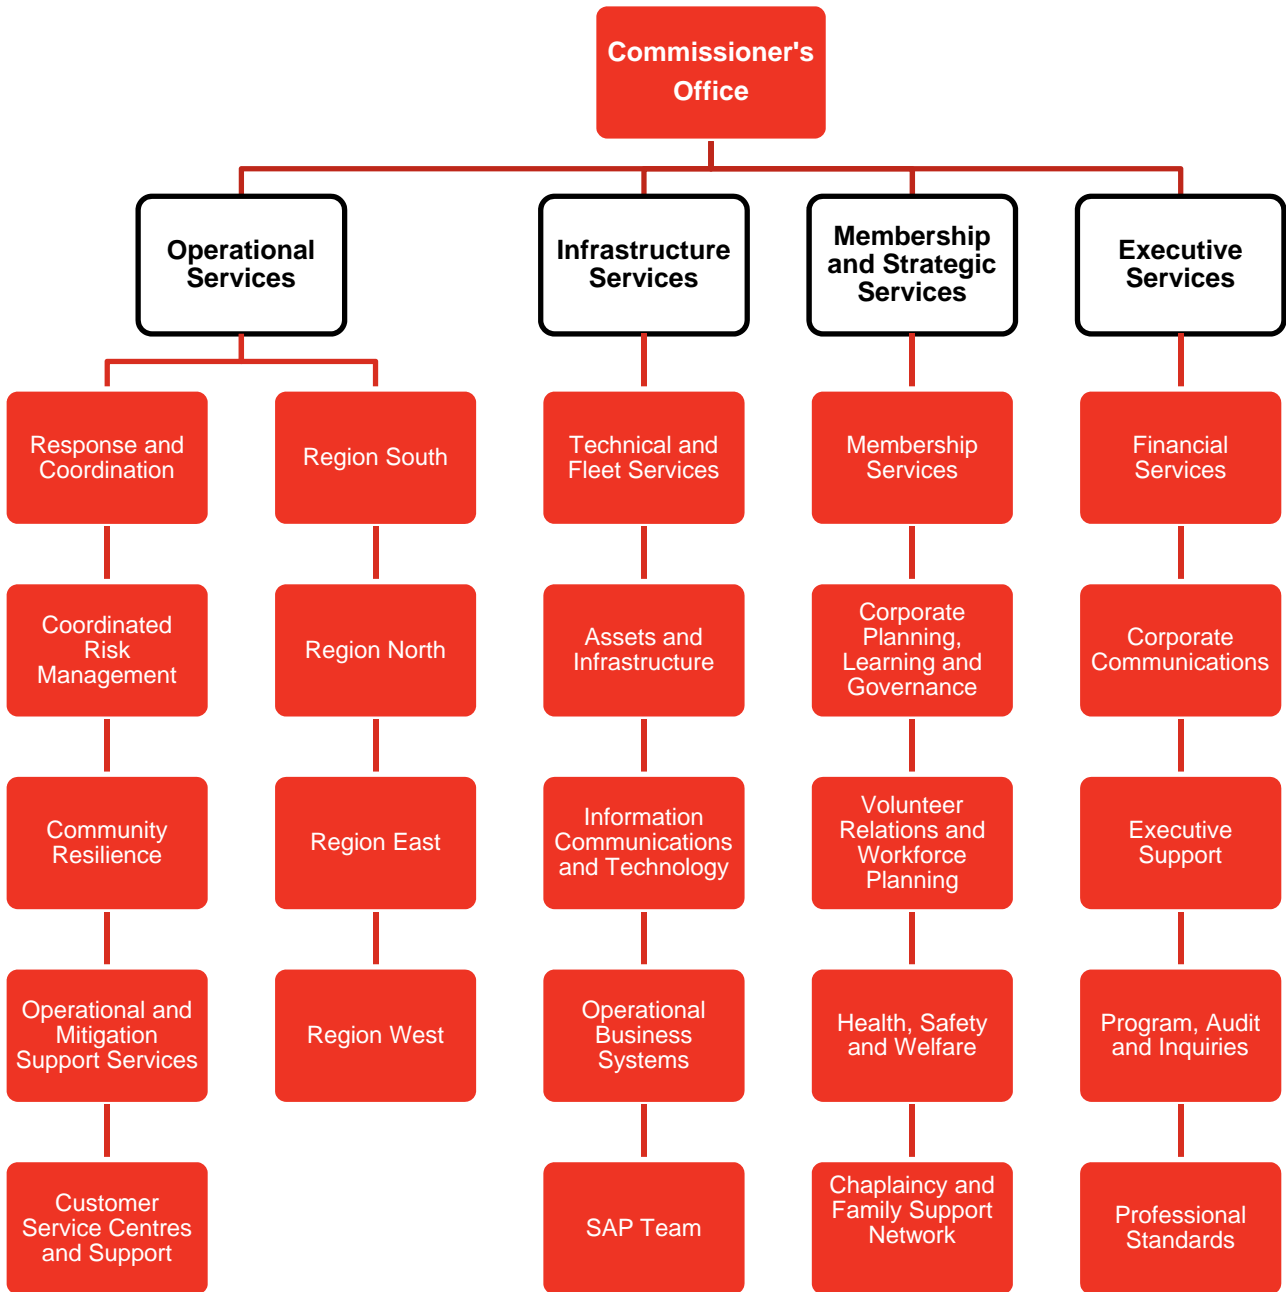 Commissioner's
Office
Operational
Services
Infrastructure
Services
Membership
and Strategic
Services
Executive
Services
Response and
Coordination
Region South
Technical and
Fleet Services
Membership
Services
Financial
Services
Coordinated
Risk
Management
Region North
Assets and
Infrastructure
Corporate
Planning,
Learning and
Governance
Corporate
Communications
Community
Resilience
Region East
Information
Communications
and Technology
Volunteer
Relations and
Workforce
Planning
Executive
Support
Operational and
Mitigation
Support Services
Region West
Operational
Business
Systems
Health, Safety
and Welfare
Program, Audit
and Inquiries
Customer
Service Centres
and Support
SAP Team
Chaplaincy and
Family Support
Network
Professional
Standards